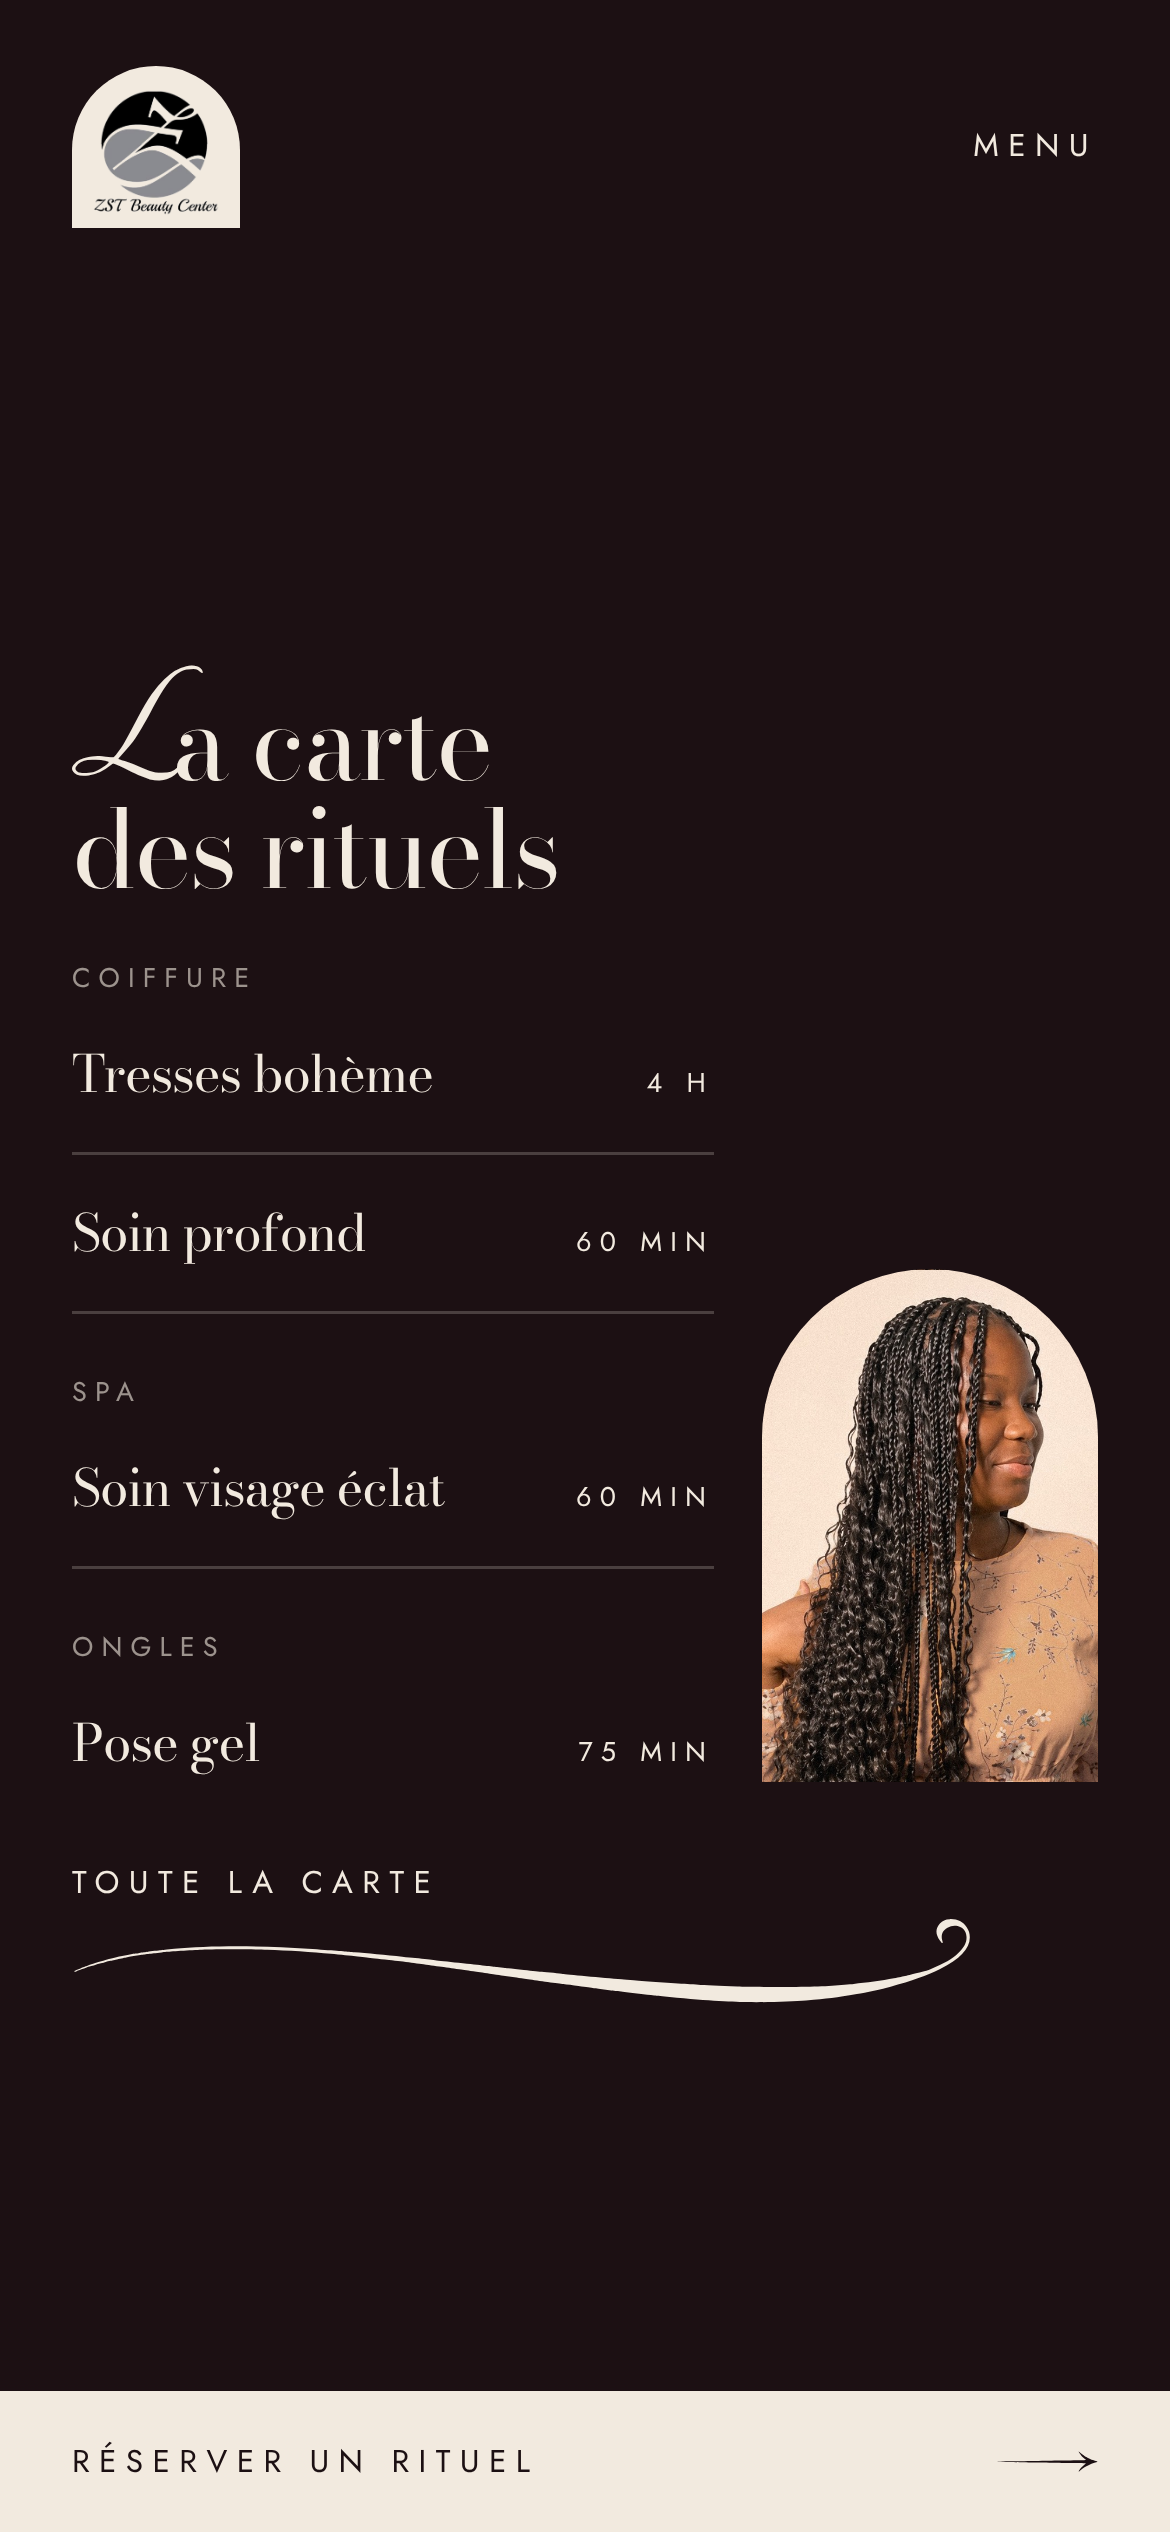 ZST Beauty Center
MENU
La carte
des rituels
COIFFURE
Tresses bohème 4 H
Soin profond 60 MIN
SPA
Soin visage éclat 60 MIN
ONGLES
Pose gel 75 MIN
TOUTE LA CARTE
RÉSERVER UN RITUEL